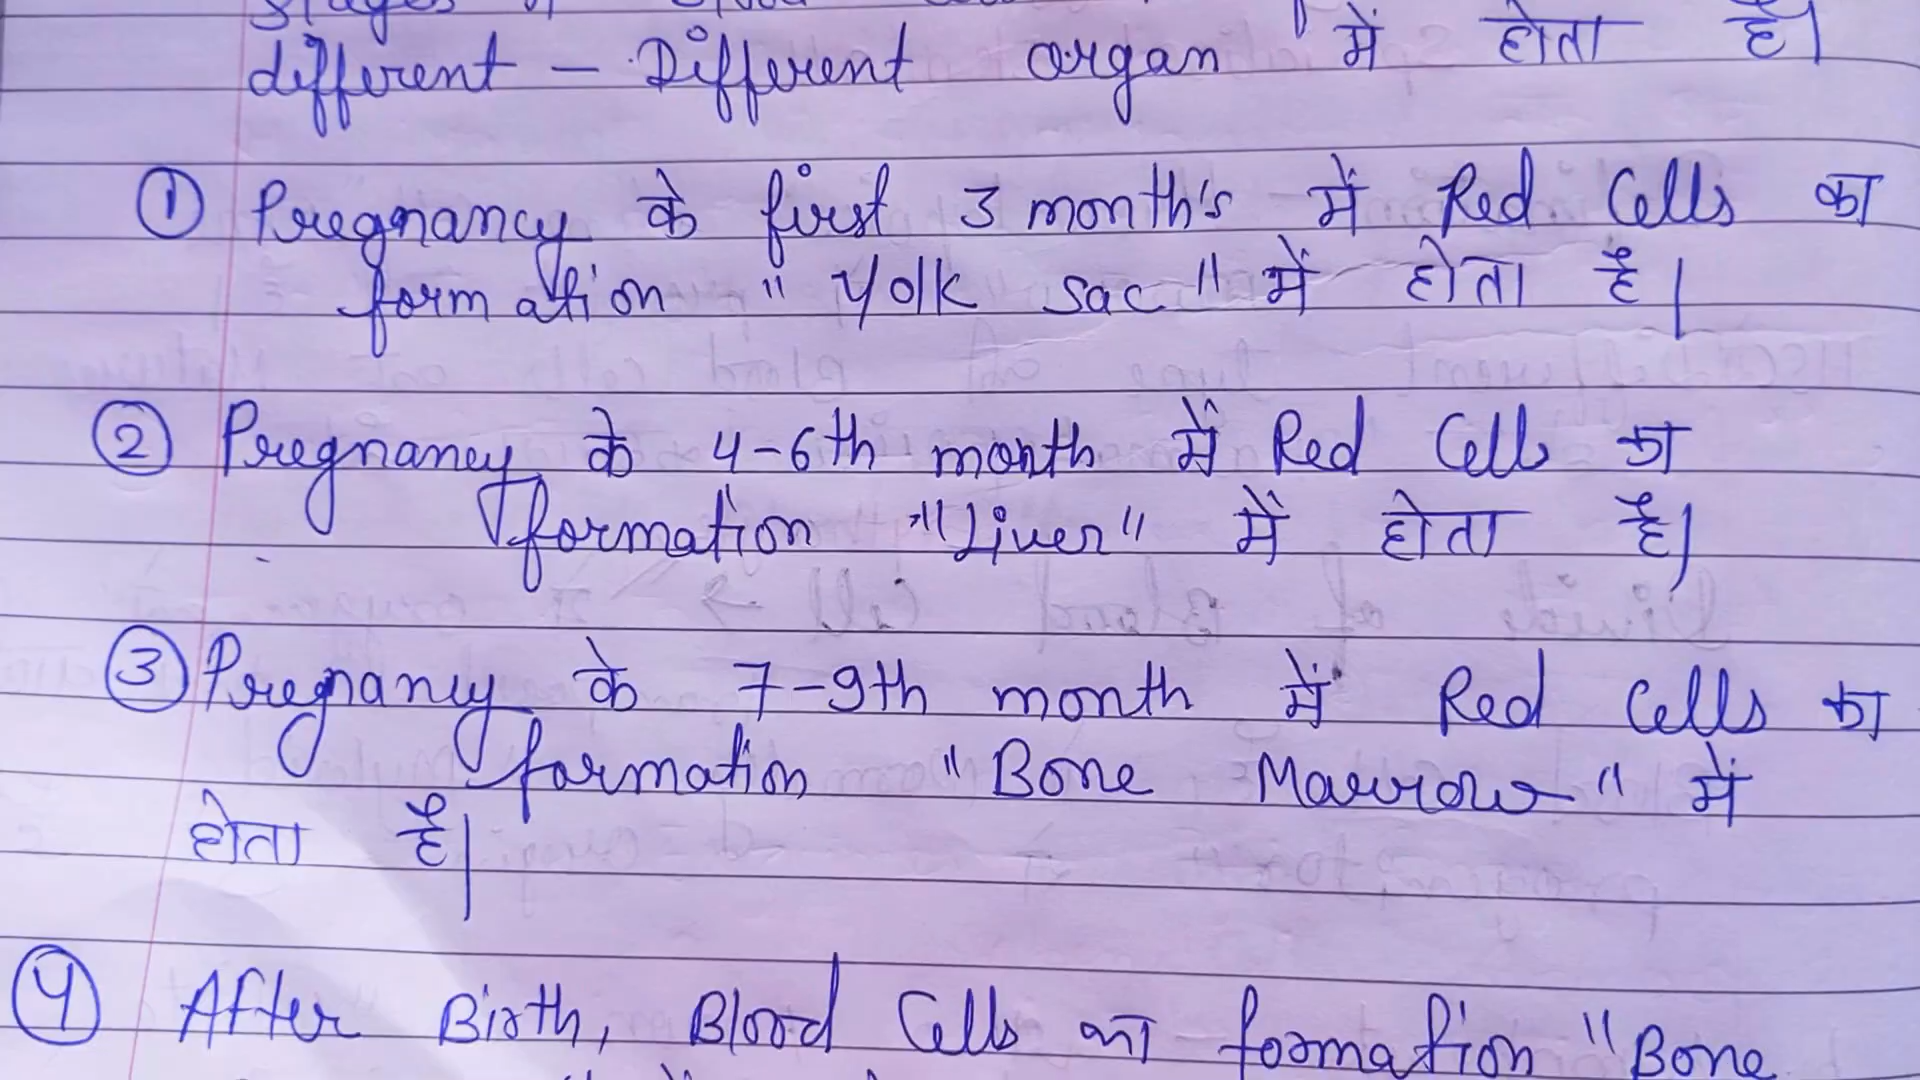 different - Different organ में होता है।
① Pregnancy के first 3 month's में Red Cells का
formation "Yolk sac" में होता है।
② Pregnancy के 4-6th month में Red Cells का
formation "Liver" में होता है।
③ Pregnancy के 7-9th month में Red Cells का
formation "Bone Marrow" में
होता है।
④ After Birth, Blood Cells का formation "Bone